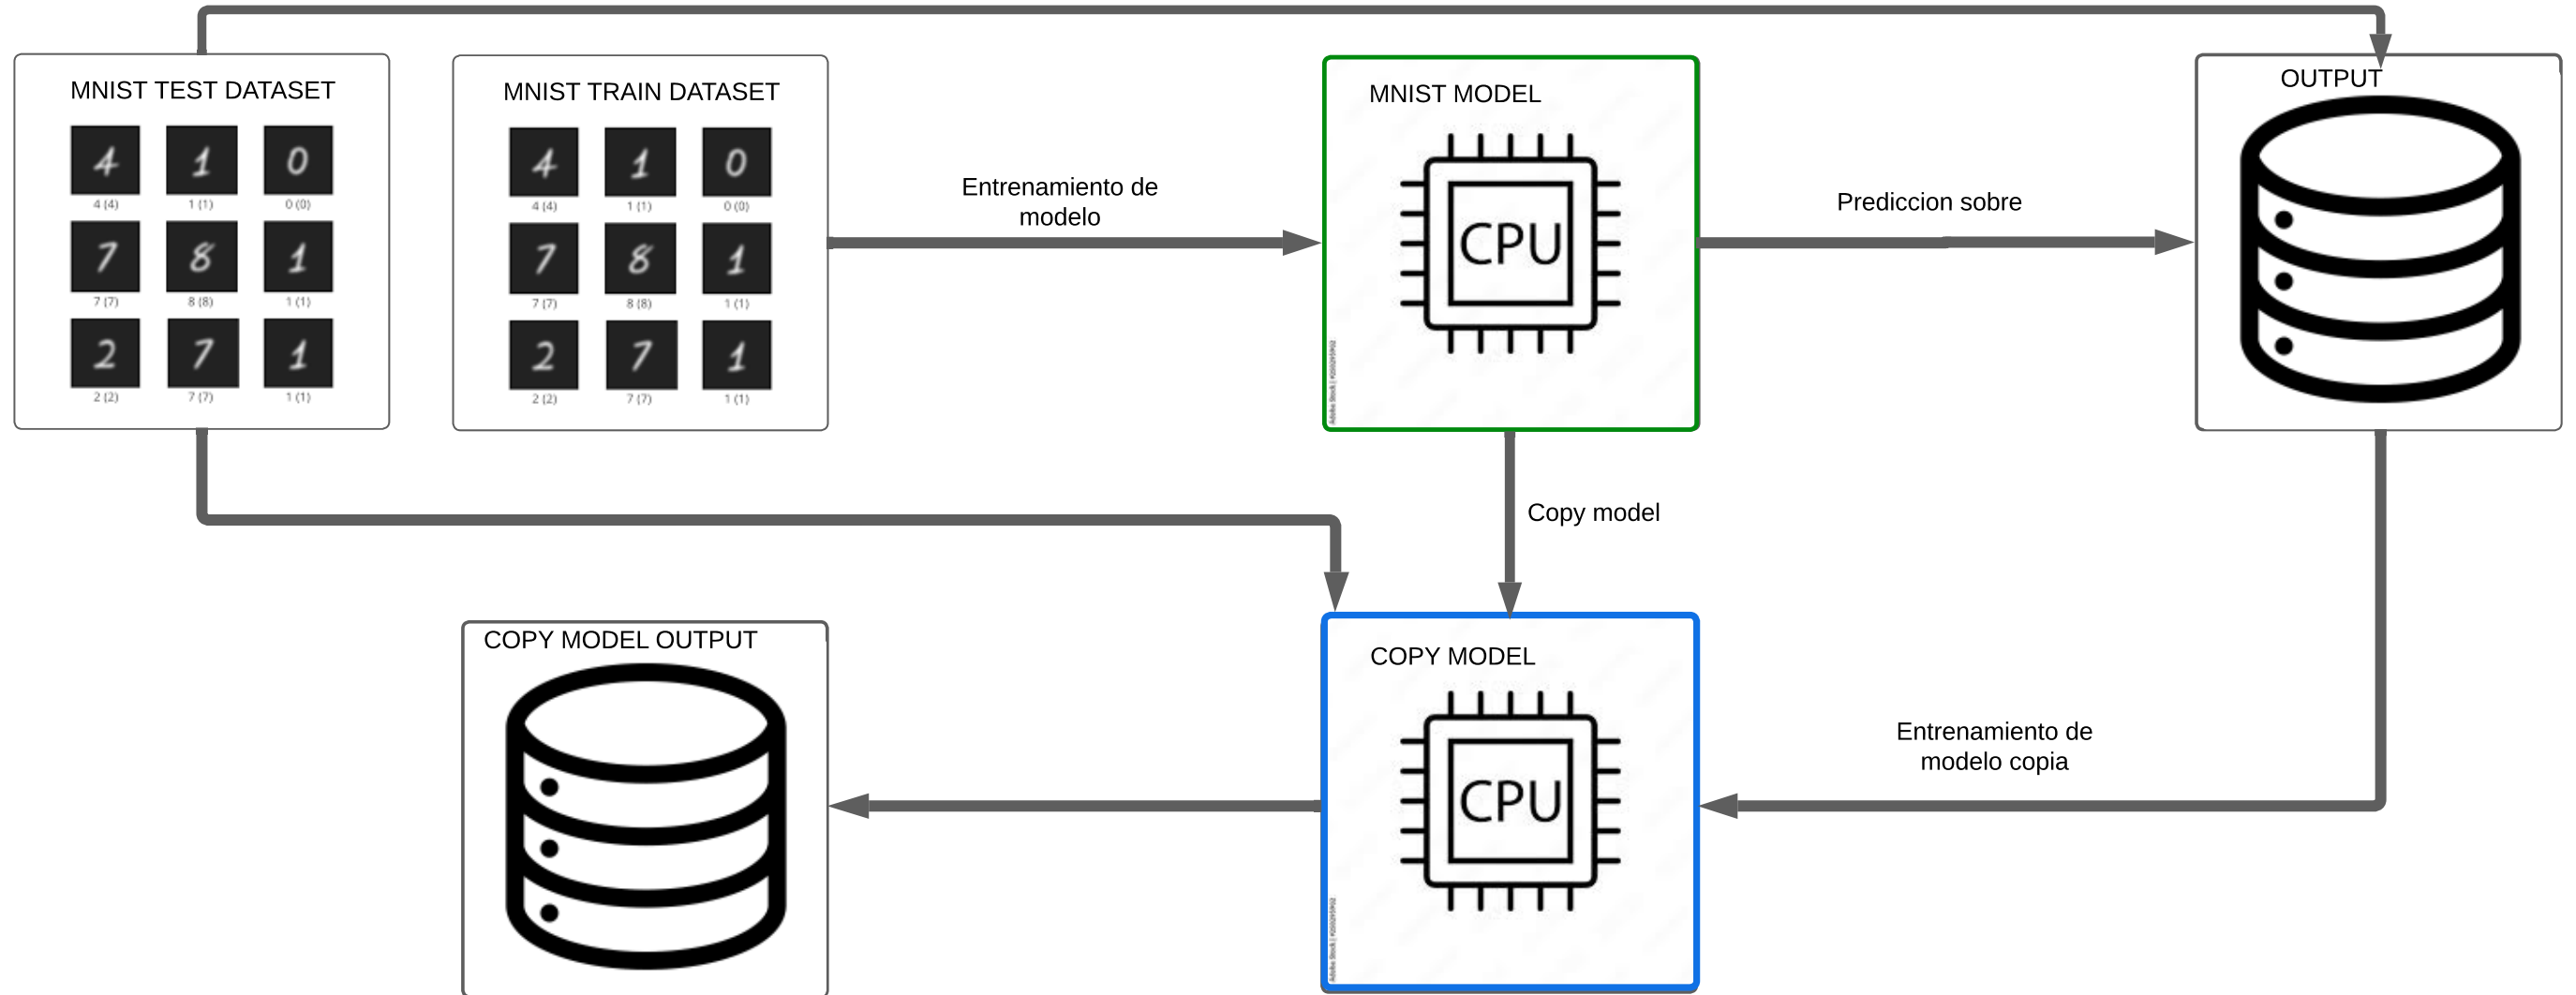 MNIST TEST DATASET
4 1 0
4 (4) 1 (1) 0 (0)
7 8 1
7 (7) 8 (8) 1 (1)
2 7 1
2 (2) 7 (7) 1 (1)
MNIST TRAIN DATASET
4 1 0
4 (4) 1 (1) 0 (0)
7 8 1
7 (7) 8 (8) 1 (1)
2 7 1
2 (2) 7 (7) 1 (1)
Entrenamiento de
modelo
MNIST MODEL
CPU
Prediccion sobre
OUTPUT
Copy model
COPY MODEL OUTPUT
COPY MODEL
CPU
Entrenamiento de
modelo copia